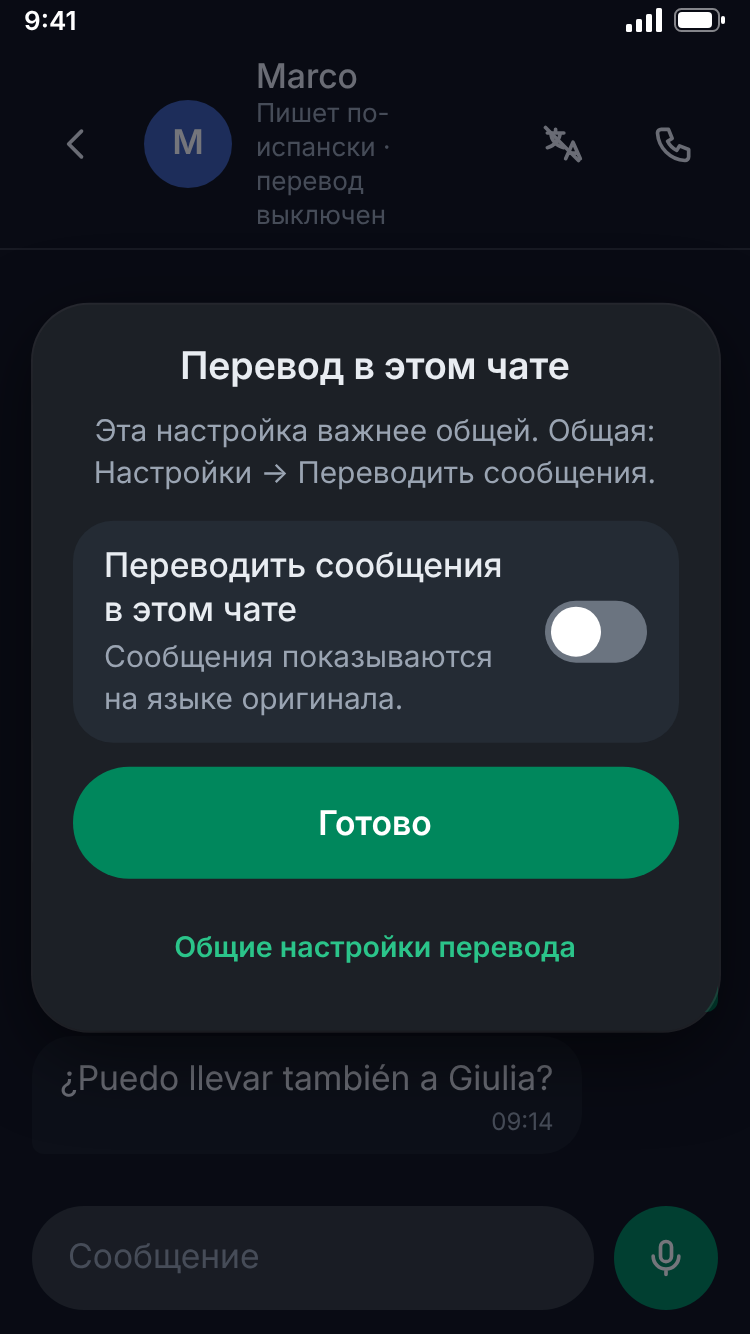 9:41
Marco
M
Пишет по-
испански ·
перевод
выключен
Перевод в этом чате
Эта настройка важнее общей. Общая:
Настройки → Переводить сообщения.
Переводить сообщения
в этом чате
Сообщения показываются
на языке оригинала.
Готово
Общие настройки перевода
¿Puedo llevar también a Giulia?
09:14
Сообщение